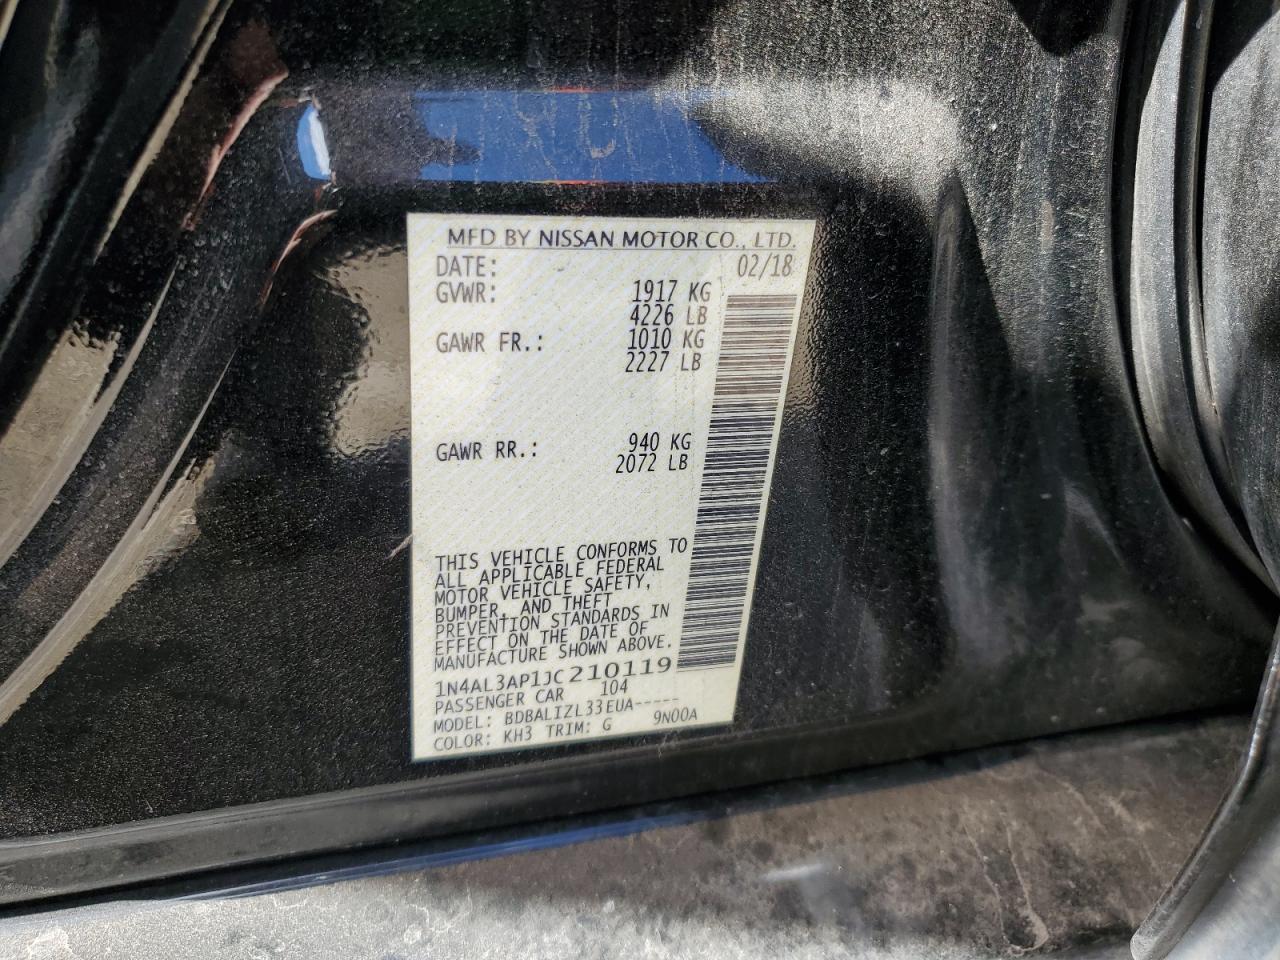 MFD BY NISSAN MOTOR CO., LTD.
DATE: 02/18
GVWR: 1917 KG
4226 LB
GAWR FR.: 1010 KG
2227 LB
GAWR RR.: 940 KG
2072 LB
THIS VEHICLE CONFORMS TO
ALL APPLICABLE FEDERAL
MOTOR VEHICLE SAFETY,
BUMPER, AND THEFT
PREVENTION STANDARDS IN
EFFECT ON THE DATE OF
MANUFACTURE SHOWN ABOVE.
1N4AL3AP1JC210119
PASSENGER CAR 104
MODEL: BDBALIZL33EUA-----
COLOR: KH3 TRIM: G 9N00A